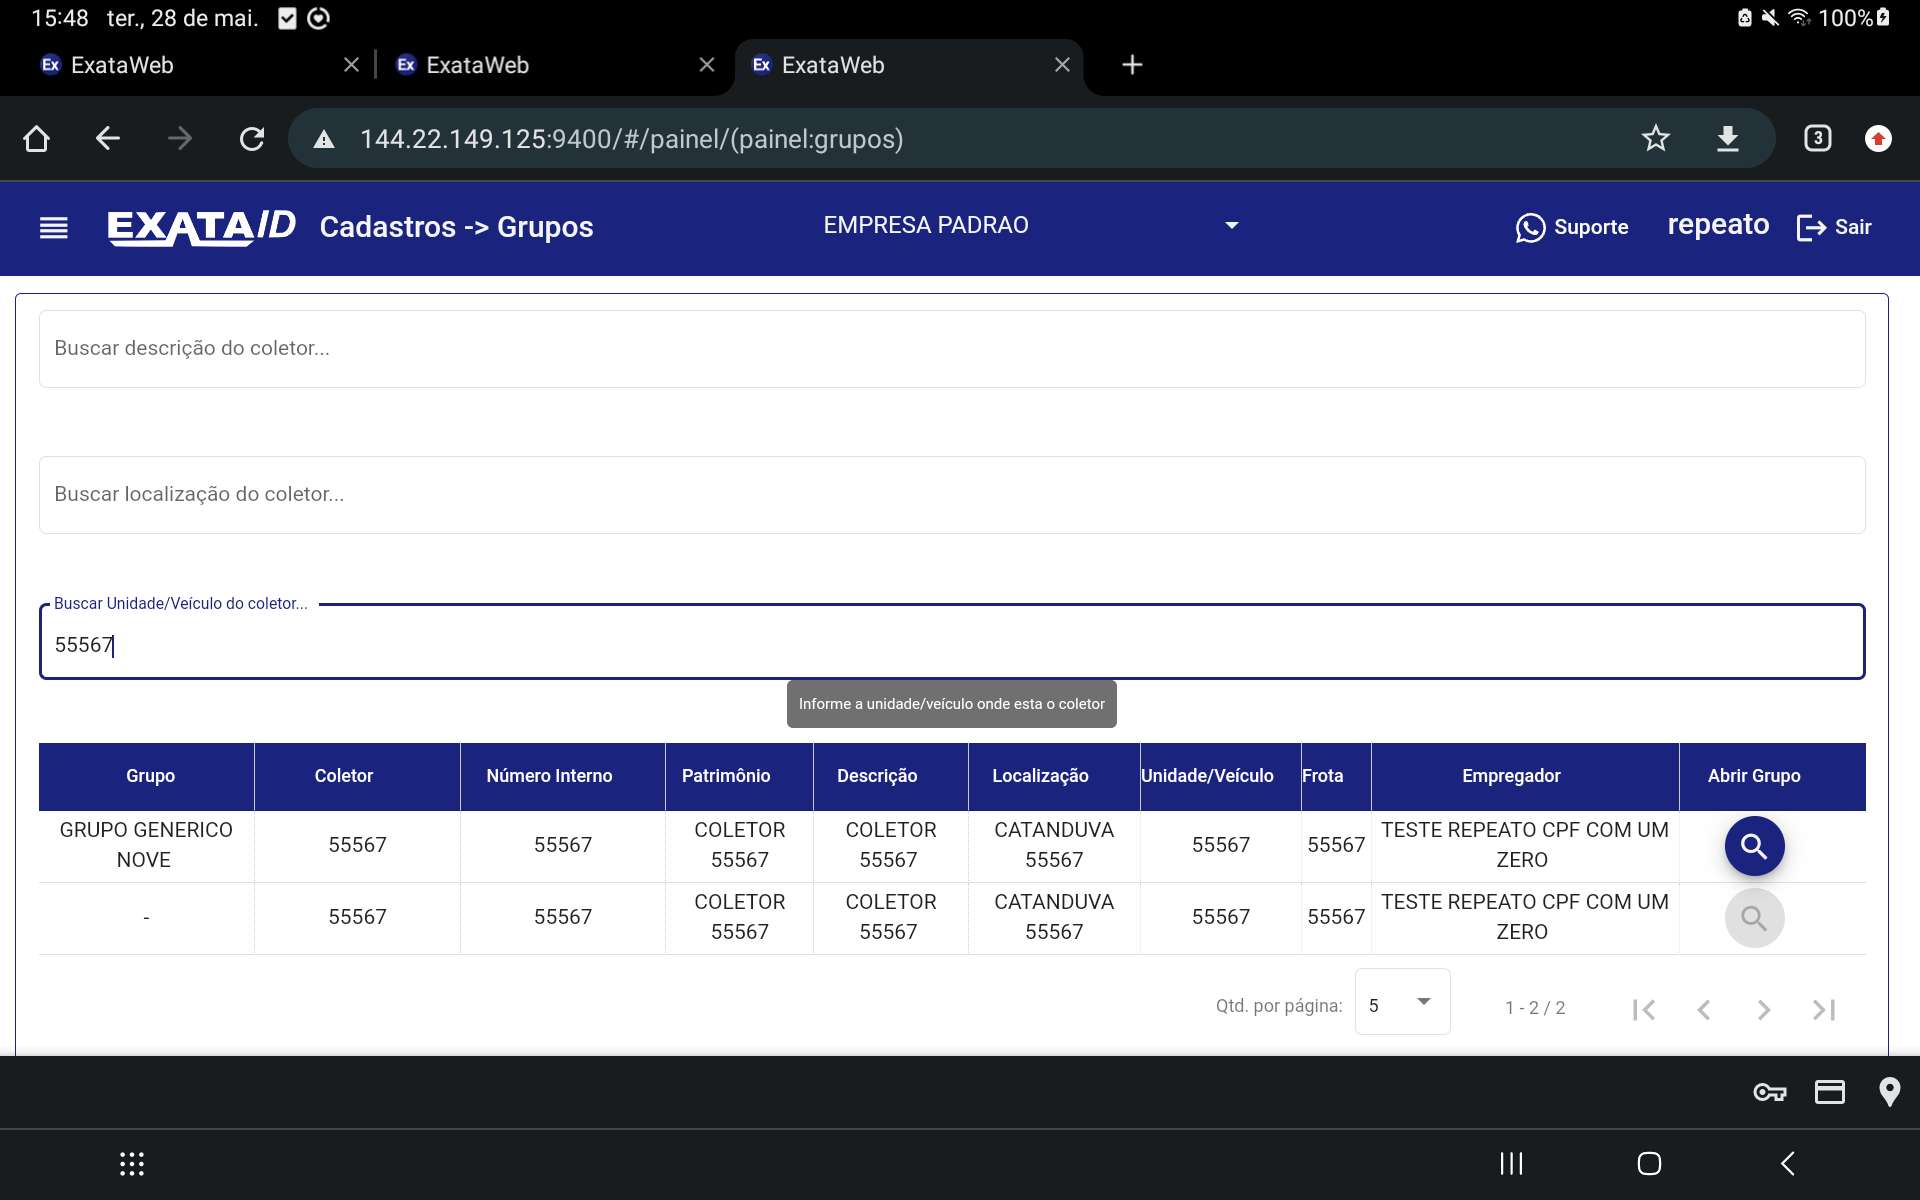 15:48 ter., 28 de mai. 100%
Ex ExataWeb Ex ExataWeb Ex ExataWeb
144.22.149.125:9400/#/painel/(painel:grupos) 3
EXATA/ID Cadastros -> Grupos EMPRESA PADRAO Suporte repeato Sair
Buscar descrição do coletor...
Buscar localização do coletor...
Buscar Unidade/Veículo do coletor...
55567
Informe a unidade/veículo onde esta o coletor
Grupo Coletor Número Interno Patrimônio Descrição Localização Unidade/Veículo Frota Empregador Abrir Grupo
GRUPO GENERICO NOVE 55567 55567 COLETOR 55567 COLETOR 55567 CATANDUVA 55567 55567 55567 TESTE REPEATO CPF COM UM ZERO
- 55567 55567 COLETOR 55567 COLETOR 55567 CATANDUVA 55567 55567 55567 TESTE REPEATO CPF COM UM ZERO
Qtd. por página: 5 1 - 2 / 2